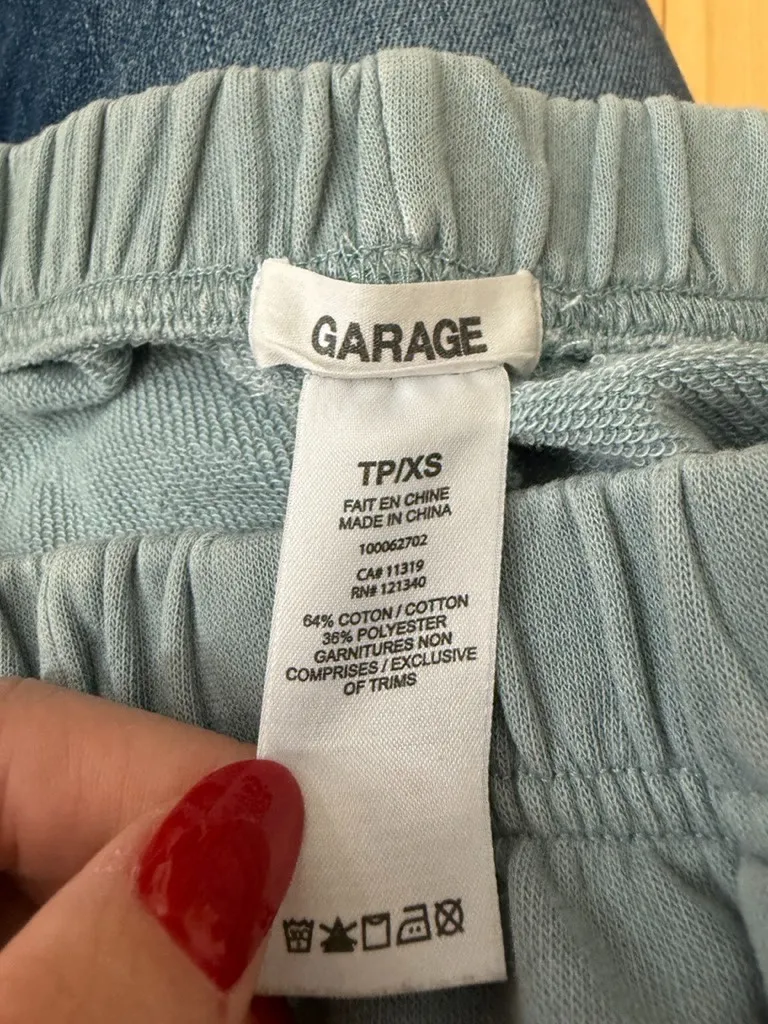 GARAGE
TP/XS
FAIT EN CHINE
MADE IN CHINA
100062702
CA# 11319
RN# 121340
64% COTON / COTTON
36% POLYESTER
GARNITURES NON
COMPRISES / EXCLUSIVE
OF TRIMS